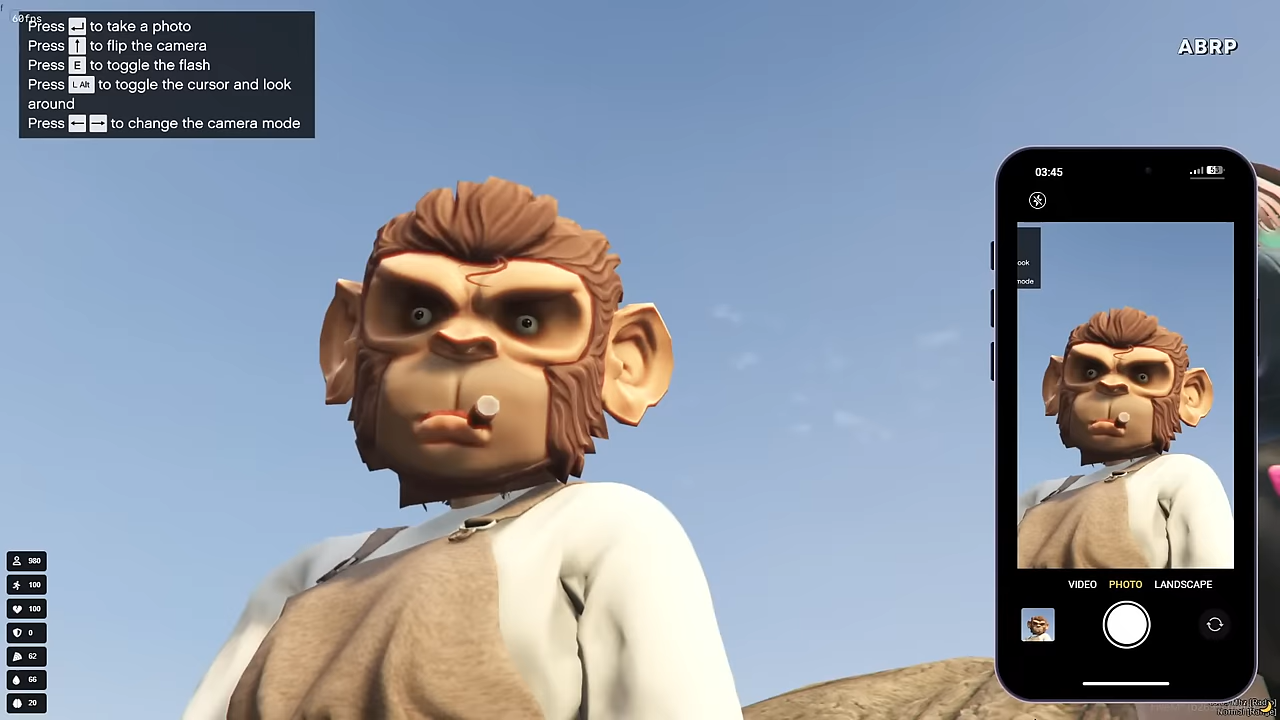 60fps
Press ↵ to take a photo
Press ↑ to flip the camera
Press E to toggle the flash
Press L Alt to toggle the cursor and look
around
Press ← → to change the camera mode
ABRP
03:45
ook
mode
VIDEO PHOTO LANDSCAPE
980
100
100
0
62
66
20